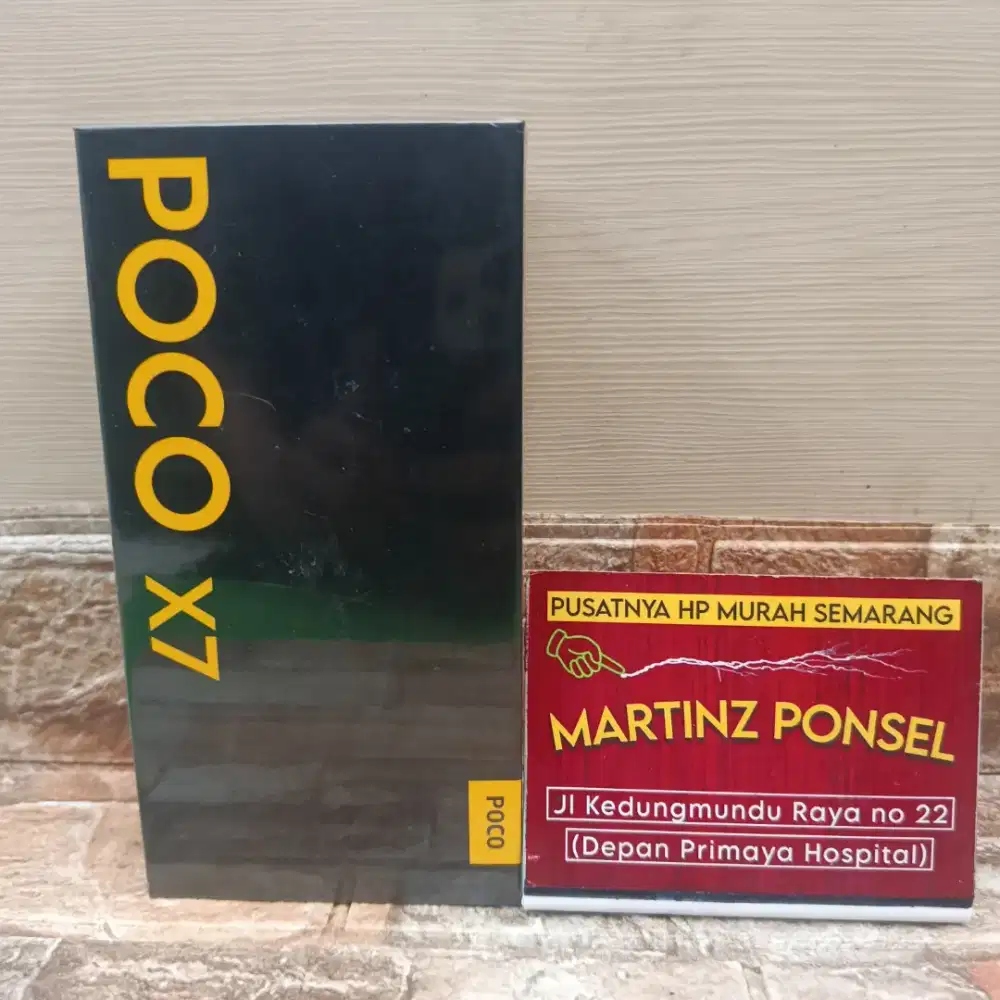 POCO X7
POCO
PUSATNYA HP MURAH SEMARANG
MARTINZ PONSEL
Jl Kedungmundu Raya no 22
(Depan Primaya Hospital)